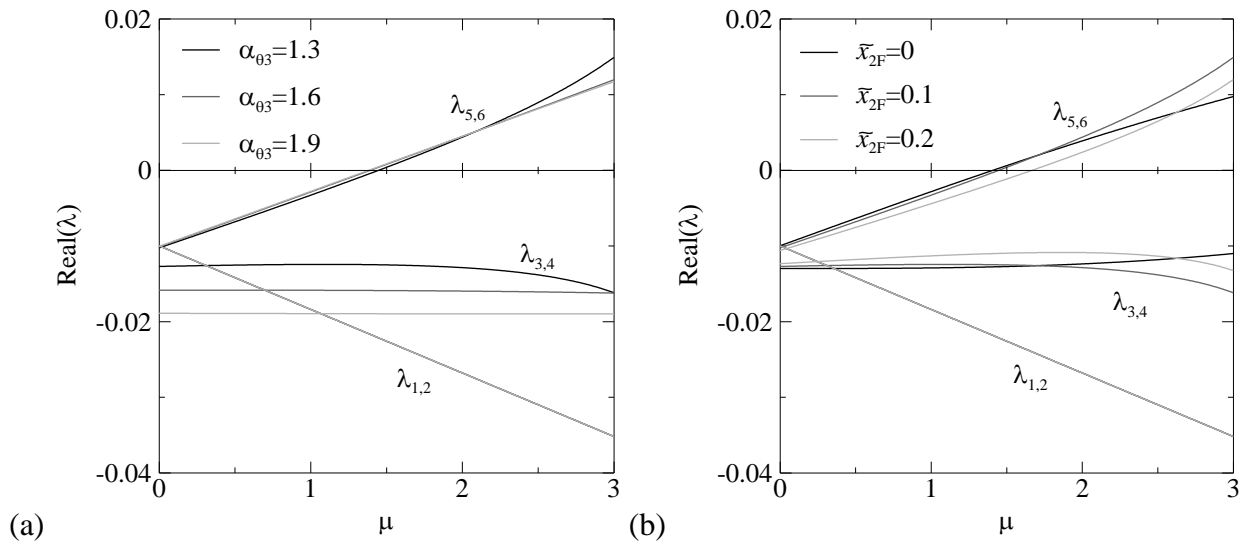 0.02
α_θ3=1.3
α_θ3=1.6
α_θ3=1.9
λ_5,6
0
Real(λ)
λ_3,4
-0.02
λ_1,2
-0.04
0 1 2 3
(a)
μ
0.02
x̃_2F=0
x̃_2F=0.1
x̃_2F=0.2
λ_5,6
0
Real(λ)
λ_3,4
-0.02
λ_1,2
-0.04
0 1 2 3
(b)
μ